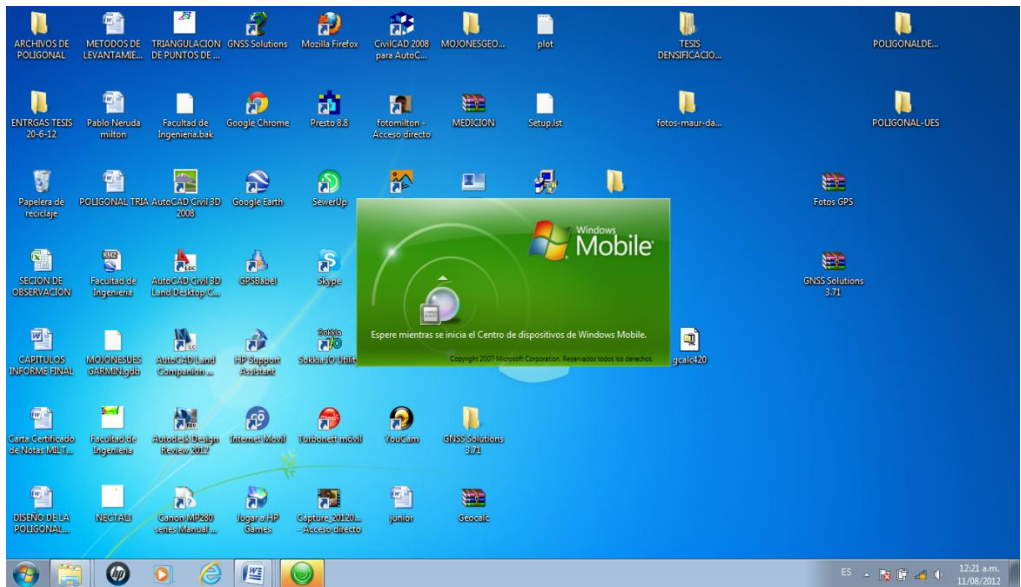 ARCHIVOS DE
POLIGONAL
METODOS DE
LEVANTAMIE...
TRIANGULACION
DE PUNTOS DE ...
GNSS Solutions
Mozilla Firefox
CivilCAD 2008
para AutoC...
MOJONESGEO...
plot
TESIS
DENSIFICACIO...
POLIGONALDE...
ENTRGAS TESIS
20-6-12
Pablo Neruda
milton
Facultad de
Ingenieria.bak
Google Chrome
Presto 8.8
fotomilton -
Acceso directo
MEDICION
Setup.lst
fotos-maur-da...
POLIGONAL-UES
Papelera de
reciclaje
POLIGONAL TRIA
AutoCAD Civil 3D
2008
Google Earth
SewerUp
Fotos GPS
Windows
Mobile
SECION DE
OBSERVACIÓN
Facultad de
Ingenieria
AutoCAD Civil 3D
Land Desktop C...
GPSBabel
Skype
GNSS Solutions
3.71
Espere mientras se inicia el Centro de dispositivos de Windows Mobile.
Copyright 2007 Microsoft Corporation. Reservados todos los derechos.
CAPITULOS
INFORME FINAL
MOJONESUES
GARMIN.gdb
AutoCAD Land
Companion ...
HP Support
Assistant
gcalc420
Carta Certificado
de Notas MILT...
Facultad de
Ingenieria
Autodesk Design
Review 2012
Internet Móvil
Turbonett móvil
YouCam
GNSS Solutions
3.71
DISEÑO DE LA
POLIGONAL...
NECTALI
Canon MP280
series Manual ...
Jugar a HP
Games
Capture_20120...
- Acceso directo
junior
Geocalc
hp
ES
12:21 a.m.
11/08/2012